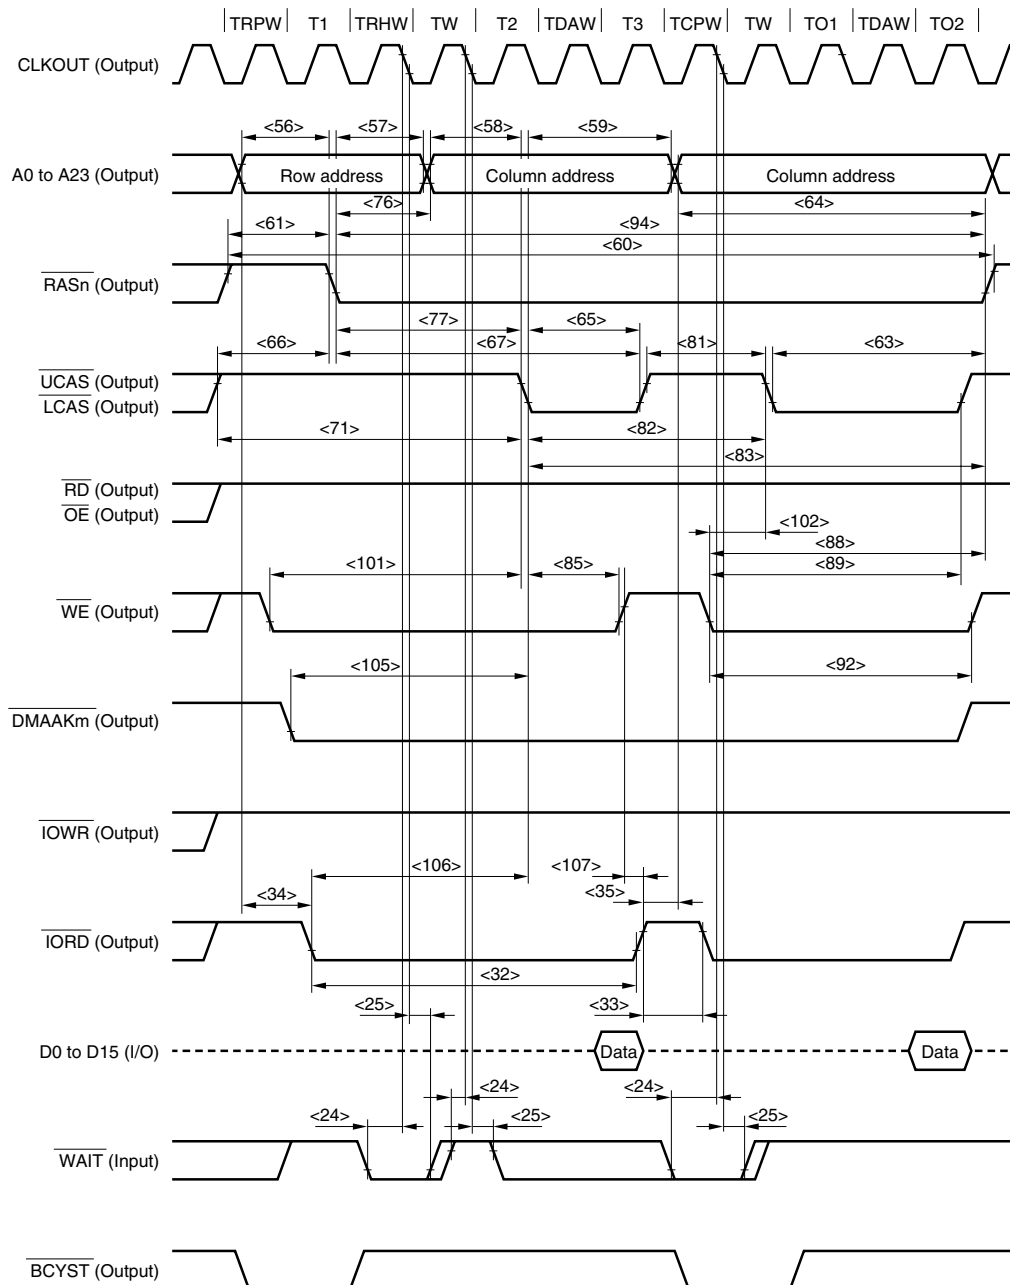 TRPW T1 TRHW TW T2 TDAW T3 TCPW TW TO1 TDAW TO2
CLKOUT (Output)
<56> <57> <58> <59>
A0 to A23 (Output) Row address Column address Column address
<76> <64>
<61> <94>
<60>
RASn (Output)
<77> <65>
<66> <67> <81> <63>
UCAS (Output)
LCAS (Output)
<71> <82>
<83>
RD (Output)
OE (Output)
<102>
<88>
<101> <85> <89>
WE (Output)
<105> <92>
DMAAKm (Output)
IOWR (Output)
<106> <107>
<34> <35>
IORD (Output)
<32>
<25> <33>
D0 to D15 (I/O) Data Data
<24> <24>
<24> <25> <25>
WAIT (Input)
BCYST (Output)